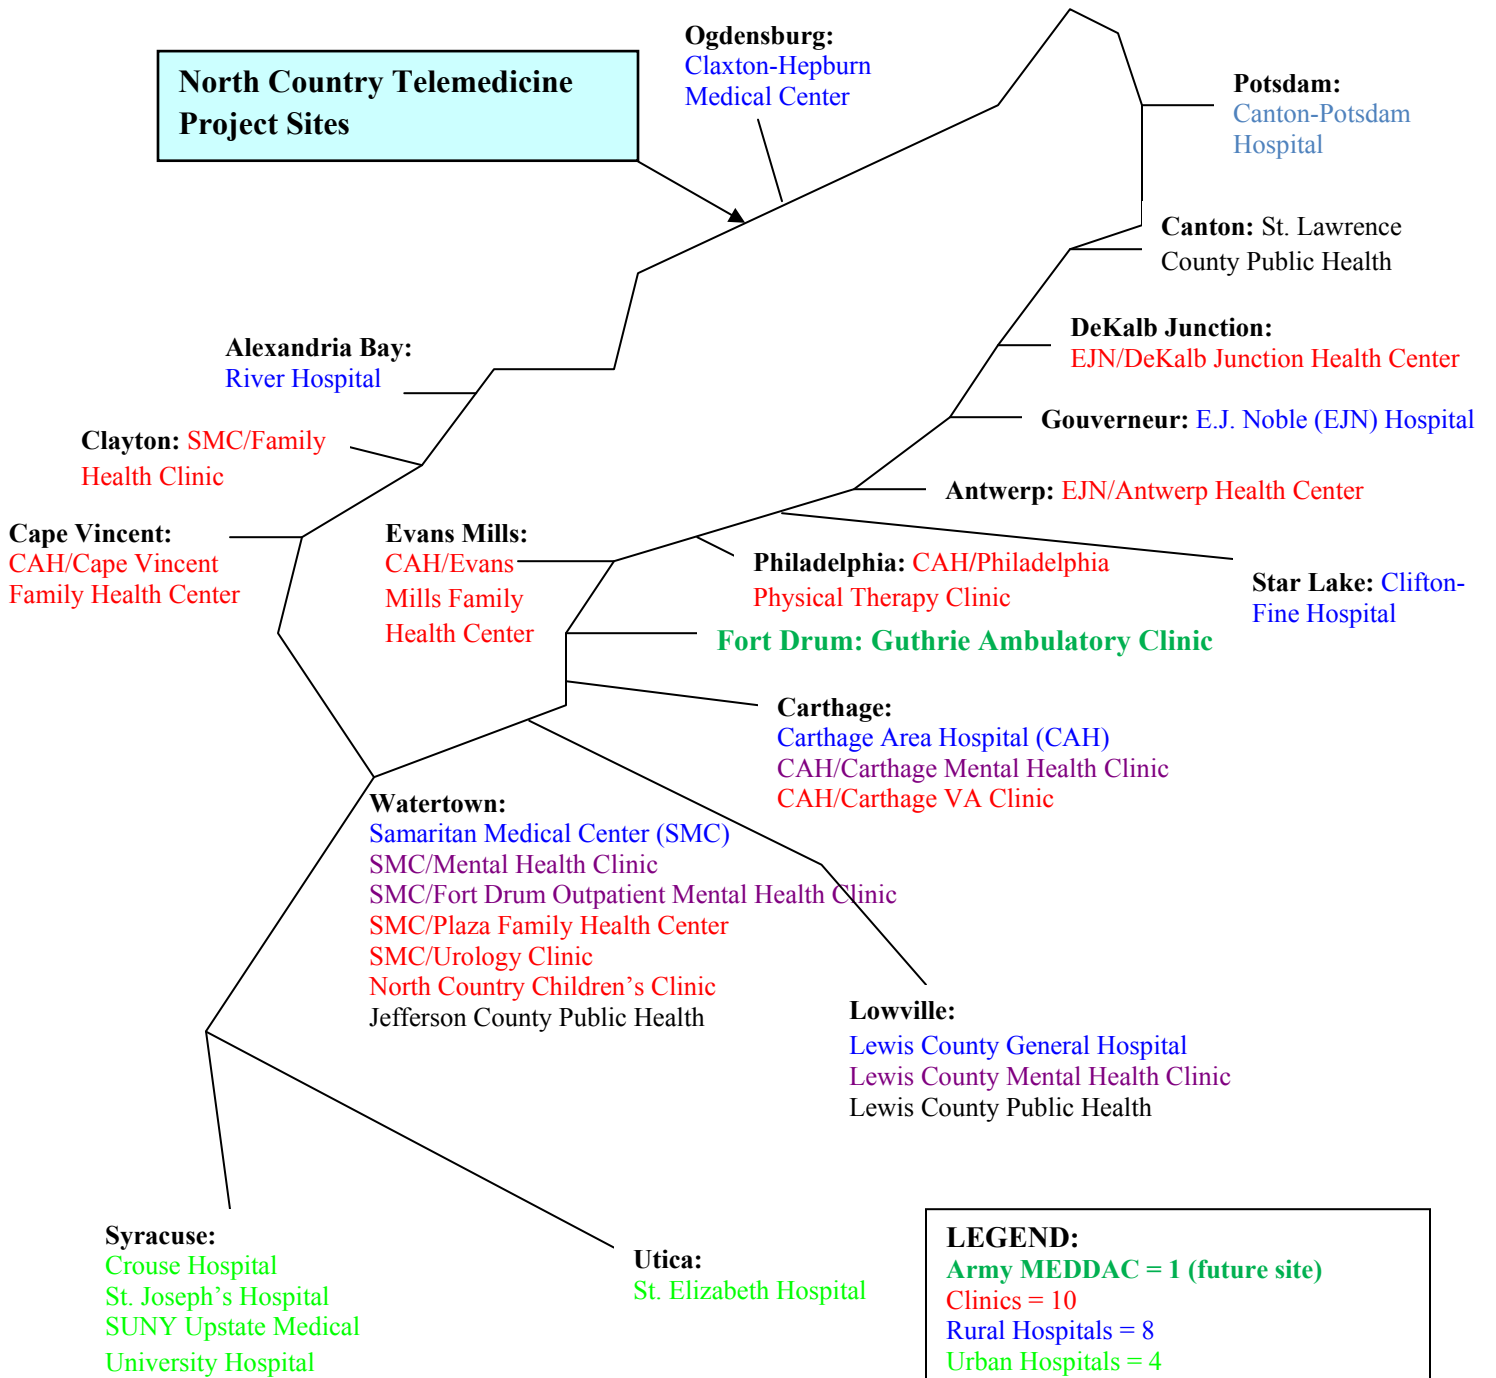 North Country Telemedicine
Project Sites
Ogdensburg:
Claxton-Hepburn
Medical Center
Potsdam:
Canton-Potsdam
Hospital
Canton: St. Lawrence
County Public Health
DeKalb Junction:
EJN/DeKalb Junction Health Center
Alexandria Bay:
River Hospital
Gouverneur: E.J. Noble (EJN) Hospital
Clayton: SMC/Family
Health Clinic
Antwerp: EJN/Antwerp Health Center
Cape Vincent:
CAH/Cape Vincent
Family Health Center
Evans Mills:
CAH/Evans
Mills Family
Health Center
Philadelphia: CAH/Philadelphia
Physical Therapy Clinic
Star Lake: Clifton-
Fine Hospital
Fort Drum: Guthrie Ambulatory Clinic
Carthage:
Carthage Area Hospital (CAH)
CAH/Carthage Mental Health Clinic
CAH/Carthage VA Clinic
Watertown:
Samaritan Medical Center (SMC)
SMC/Mental Health Clinic
SMC/Fort Drum Outpatient Mental Health Clinic
SMC/Plaza Family Health Center
SMC/Urology Clinic
North Country Children’s Clinic
Jefferson County Public Health
Lowville:
Lewis County General Hospital
Lewis County Mental Health Clinic
Lewis County Public Health
Syracuse:
Crouse Hospital
St. Joseph’s Hospital
SUNY Upstate Medical
University Hospital
Utica:
St. Elizabeth Hospital
LEGEND:
Army MEDDAC = 1 (future site)
Clinics = 10
Rural Hospitals = 8
Urban Hospitals = 4